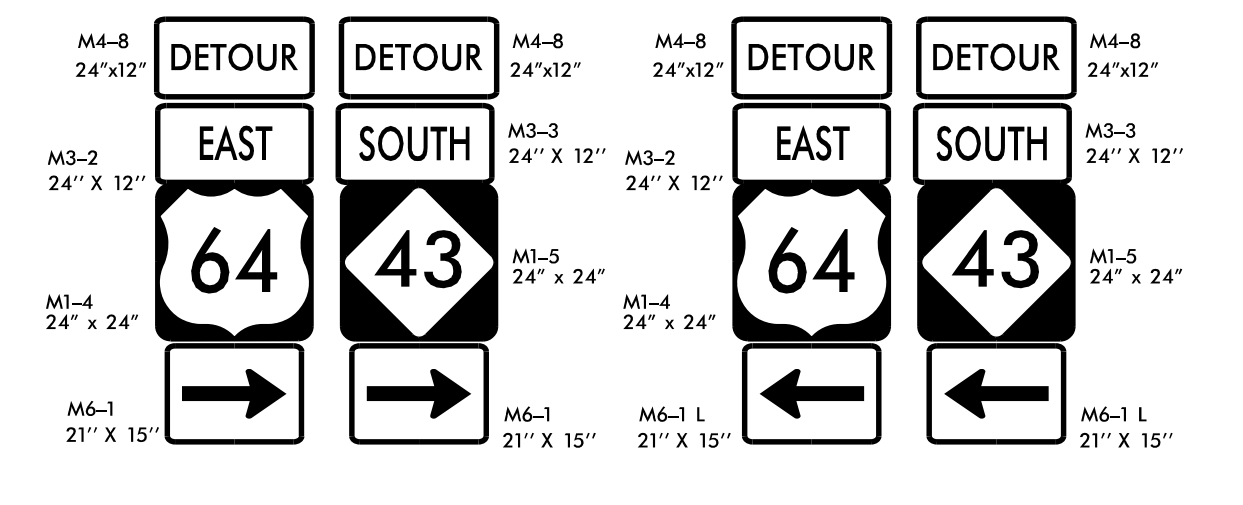 M4–8
24″x12″
DETOUR
DETOUR
M4–8
24″x12″
M3–2
24′′ X 12′′
EAST
SOUTH
M3–3
24′′ X 12′′
64
43
M1–5
24″ x 24″
M1–4
24″ x 24″
M6–1
21′′ X 15′′
M6–1
21′′ X 15′′
M4–8
24″x12″
DETOUR
DETOUR
M4–8
24″x12″
M3–2
24′′ X 12′′
EAST
SOUTH
M3–3
24′′ X 12′′
64
43
M1–5
24″ x 24″
M1–4
24″ x 24″
M6–1 L
21′′ X 15′′
M6–1 L
21′′ X 15′′